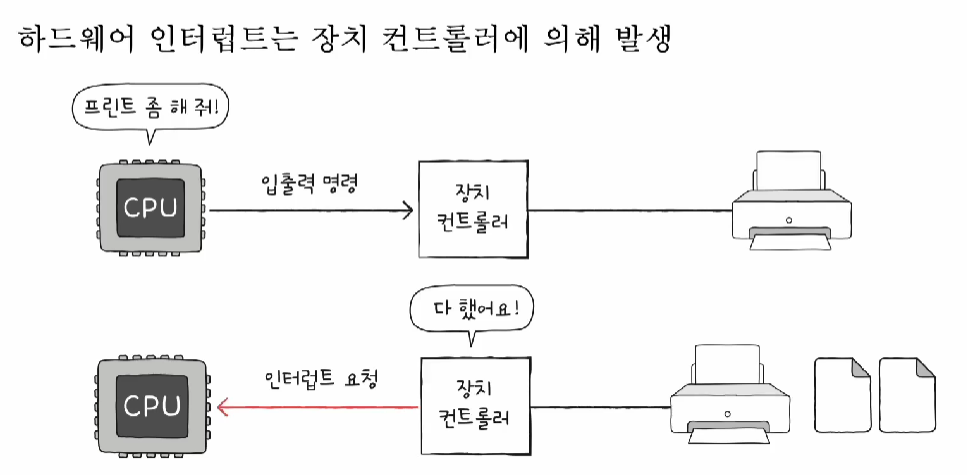 하드웨어 인터럽트는 장치 컨트롤러에 의해 발생
프린트 좀 해 줘!
CPU
입출력 명령
장치
컨트롤러
다 했어요!
CPU
인터럽트 요청
장치
컨트롤러